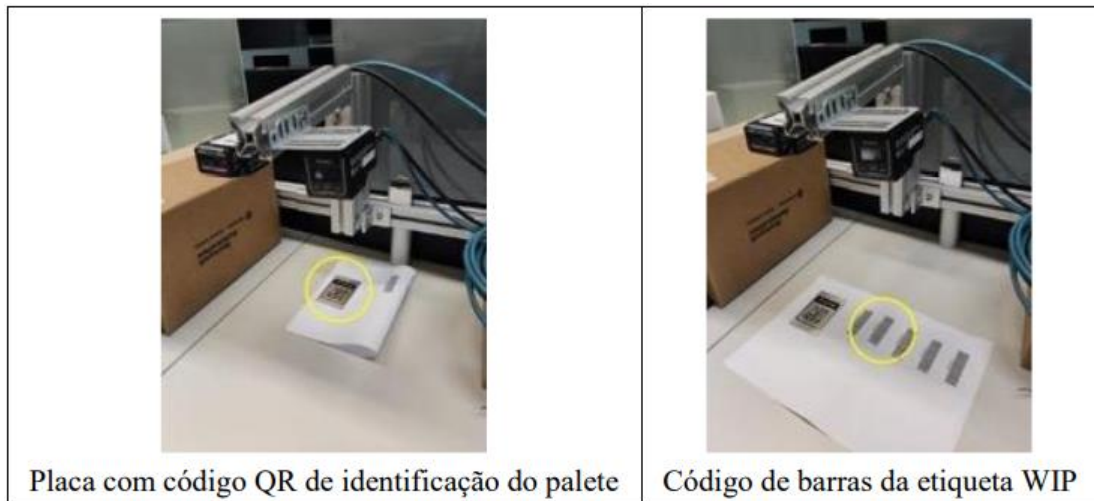 Placa com código QR de identificação do palete
Código de barras da etiqueta WIP